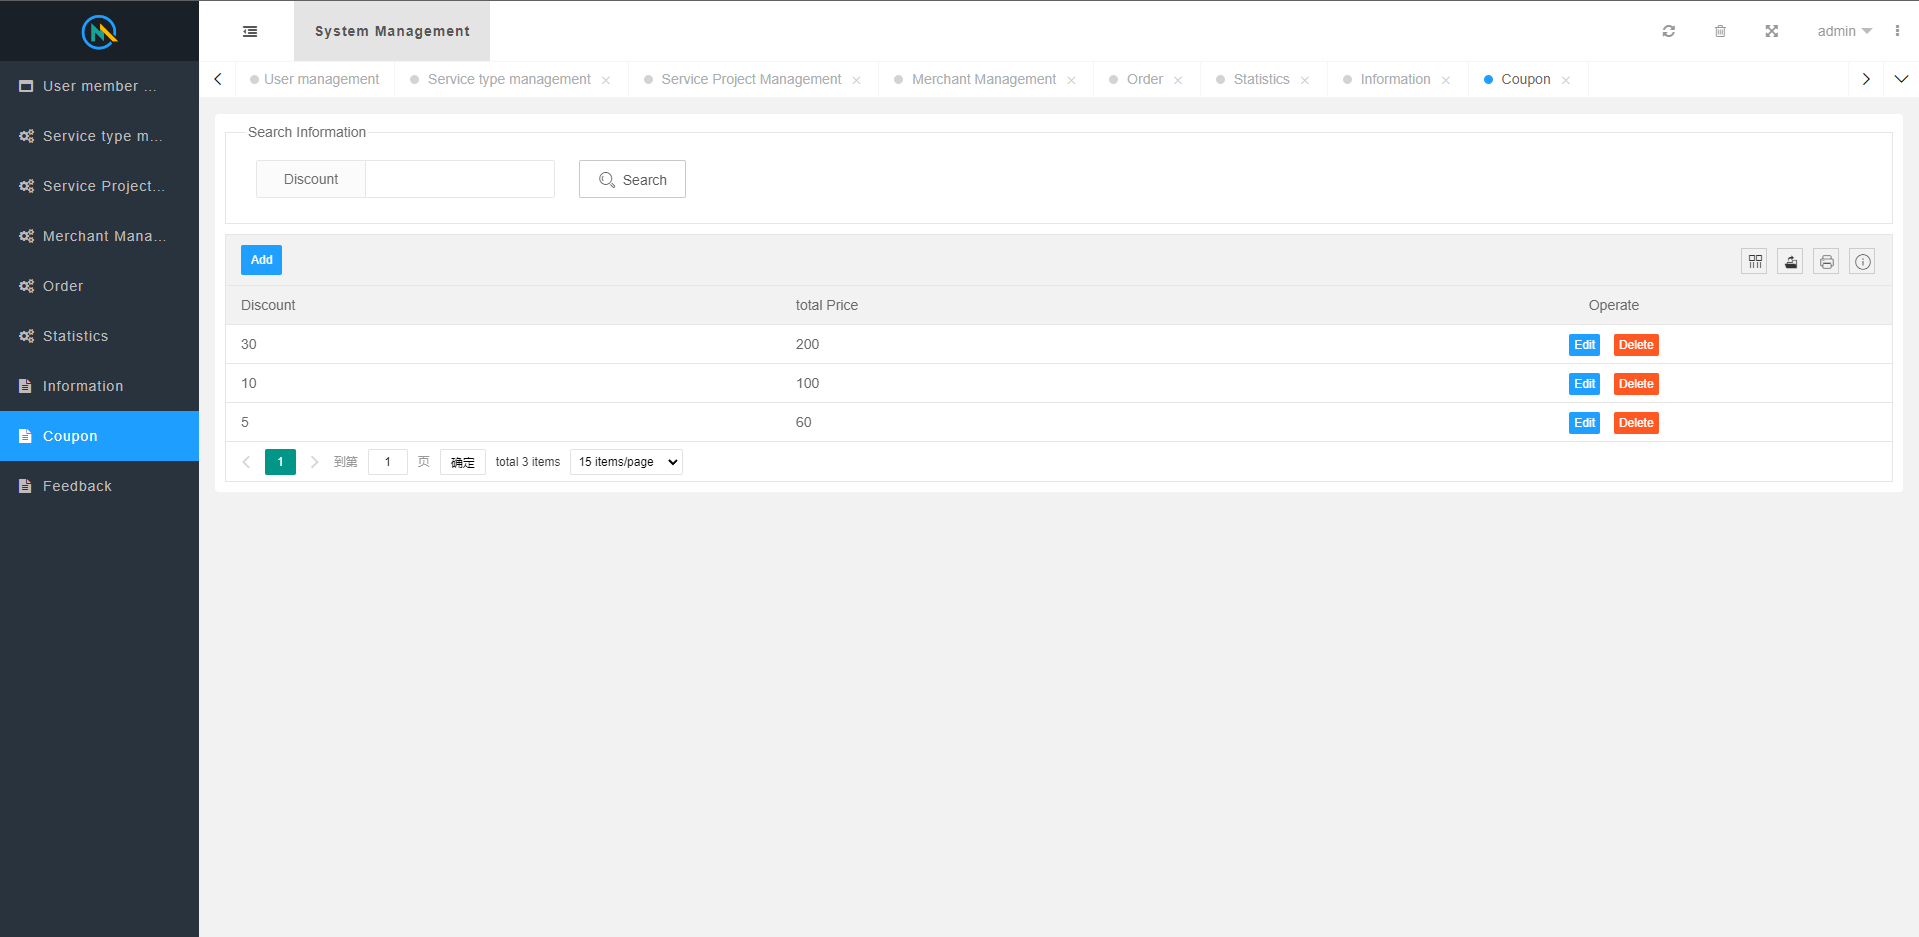 System Management
admin
User management
Service type management
Service Project Management
Merchant Management
Order
Statistics
Information
Coupon
User member ...
Service type m...
Service Project...
Merchant Mana...
Order
Statistics
Information
Coupon
Feedback
Search Information
Discount
Search
Add
Discount total Price Operate
30 200 Edit Delete
10 100 Edit Delete
5 60 Edit Delete
1 到第 1 页 确定 total 3 items 15 items/page